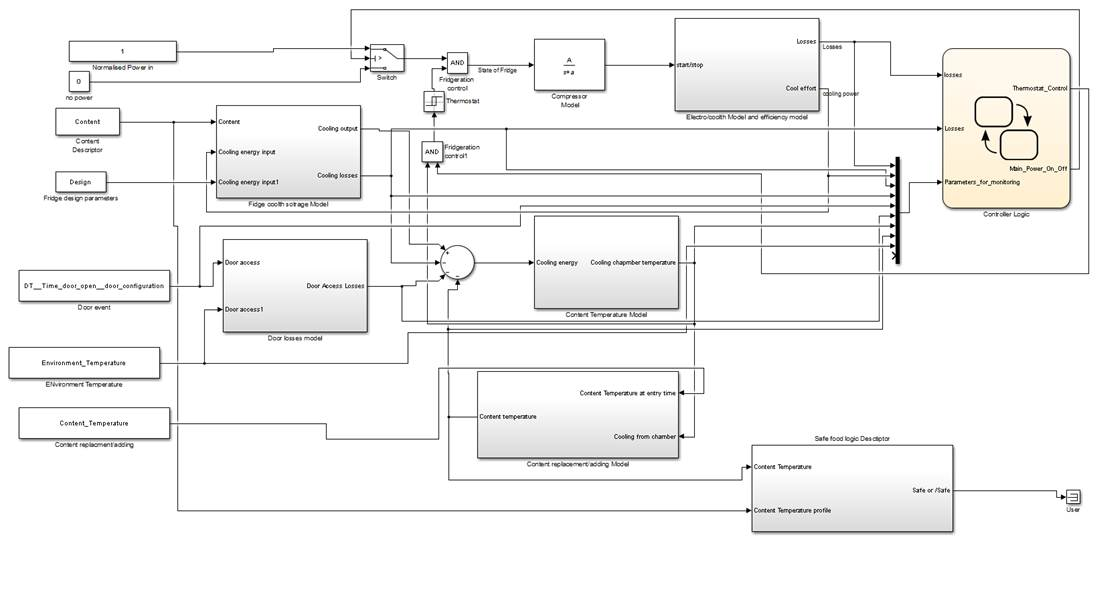 1
Normalised Power in
0
no power
Switch
AND
Fridgeration
control
State of Fridge
A
s+a
Compressor
Model
start/stop
Losses
Cool effort
Losses
cooling power
Electro/coolth Model and efficiency model
Thermostat
AND
Fridgeration
control1
losses
Losses
Parameters_for_monitoring
Thermostat_Control
Main_Power_On_Off
Controller Logic
Content
Content
Desciptor
Design
Fridge design parameters
Content
Cooling energy input
Cooling energy input1
Cooling output
Cooling losses
Fidge coolth sotrage Model
DT__Time_door_open__door_configuration
Door event
Door access
Door access1
Door Access Losses
Door losses model
+
−
−
−
Cooling energy
Cooling chapmber temperature
Content Temperature Model
Environment_Temperature
ENvironment Temperature
Content_Temperature
Content replacment/adding
Content Temperature at entry time
Content temperature
Cooling from chamber
Content replacement/adding Model
Safe food logic Desctiptor
Content Temperature
Content Temperature profile
Safe or /Safe
User